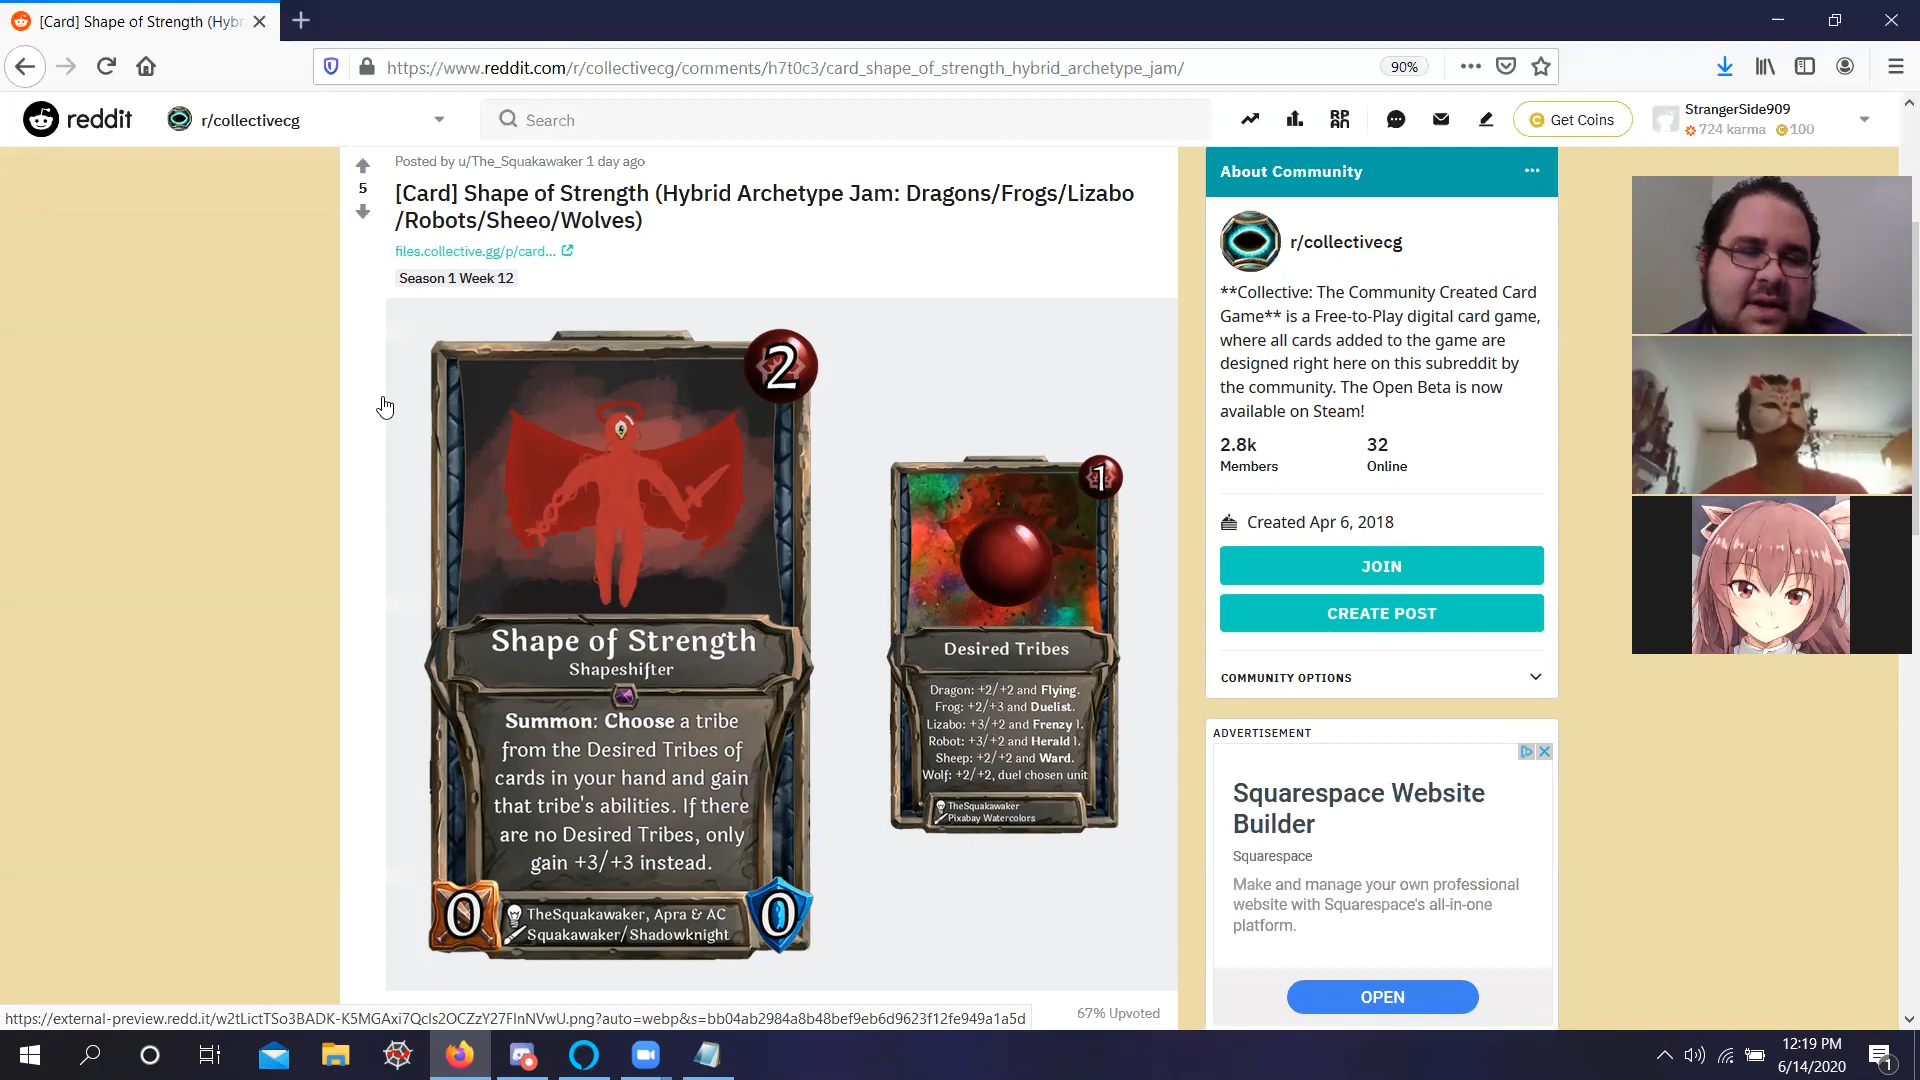 [Card] Shape of Strength (Hybr
https://www.reddit.com/r/collectivecg/comments/h7t0c3/card_shape_of_strength_hybrid_archetype_jam/
90%
reddit
r/collectivecg
Search
Get Coins
StrangerSide909
724 karma
100
Posted by u/The_Squakawaker 1 day ago
5
[Card] Shape of Strength (Hybrid Archetype Jam: Dragons/Frogs/Lizabo
/Robots/Sheeo/Wolves)
files.collective.gg/p/card...
Season 1 Week 12
2
Shape of Strength
Shapeshifter
Summon: Choose a tribe
from the Desired Tribes of
cards in your hand and gain
that tribe's abilities. If there
are no Desired Tribes, only
gain +3/+3 instead.
0
TheSquakawaker, Apra & AC
Squakawaker/Shadowknight
0
1
Desired Tribes
Dragon: +2/+2 and Flying.
Frog: +2/+3 and Duelist.
Lizabo: +3/+2 and Frenzy 1.
Robot: +3/+2 and Herald 1.
Sheep: +2/+2 and Ward.
Wolf: +2/+2, duel chosen unit
TheSquakawaker
Pixabay Watercolors
67% Upvoted
About Community
r/collectivecg
**Collective: The Community Created Card
Game** is a Free-to-Play digital card game,
where all cards added to the game are
designed right here on this subreddit by
the community. The Open Beta is now
available on Steam!
2.8k
Members
32
Online
Created Apr 6, 2018
JOIN
CREATE POST
COMMUNITY OPTIONS
ADVERTISEMENT
Squarespace Website
Builder
Squarespace
Make and manage your own professional
website with Squarespace's all-in-one
platform.
OPEN
https://external-preview.redd.it/w2tLictTSo3BADK-K5MGAxi7Qcls2OCZzY27FlnNVwU.png?auto=webp&s=bb04ab2984a8b48bef9eb6d9623f12fe949a1a5d
12:19 PM
6/14/2020
1